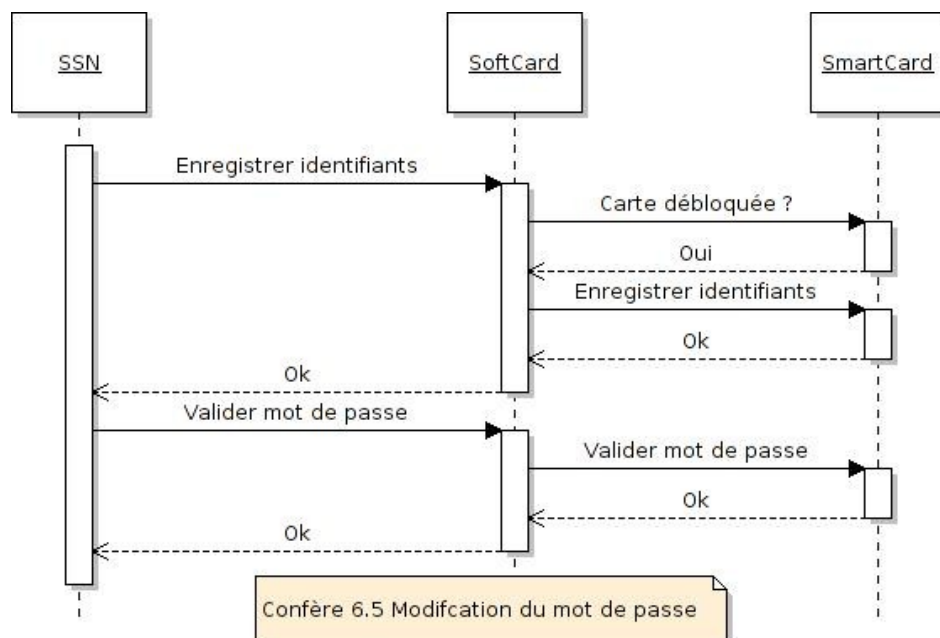 SSN
SoftCard
SmartCard
Enregistrer identifiants
Carte débloquée ?
Oui
Enregistrer identifiants
Ok
Ok
Valider mot de passe
Valider mot de passe
Ok
Ok
Confère 6.5 Modifcation du mot de passe